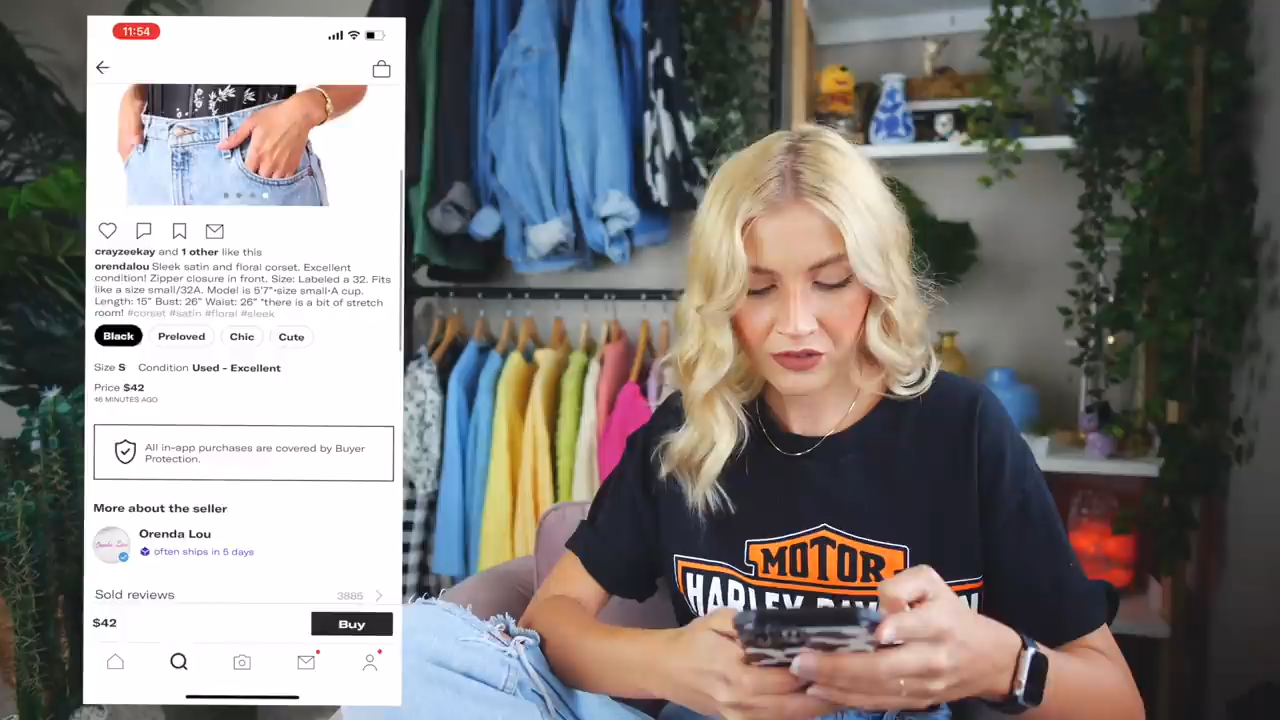 11:54
crayzeekay and 1 other like this
orendalou Sleek satin and floral corset. Excellent
condition! Zipper closure in front. Size: Labeled a 32. Fits
like a size small/32A. Model is 5'7"•size small•A cup.
Length: 15" Bust: 26" Waist: 26" *there is a bit of stretch
room! #corset #satin #floral #sleek
Black Preloved Chic Cute
Size S Condition Used - Excellent
Price $42
46 MINUTES AGO
All in-app purchases are covered by Buyer
Protection.
More about the seller
Orenda Lou
often ships in 5 days
Sold reviews 3885
$42 Buy
MOTOR
HARLEY-DAVIDSON